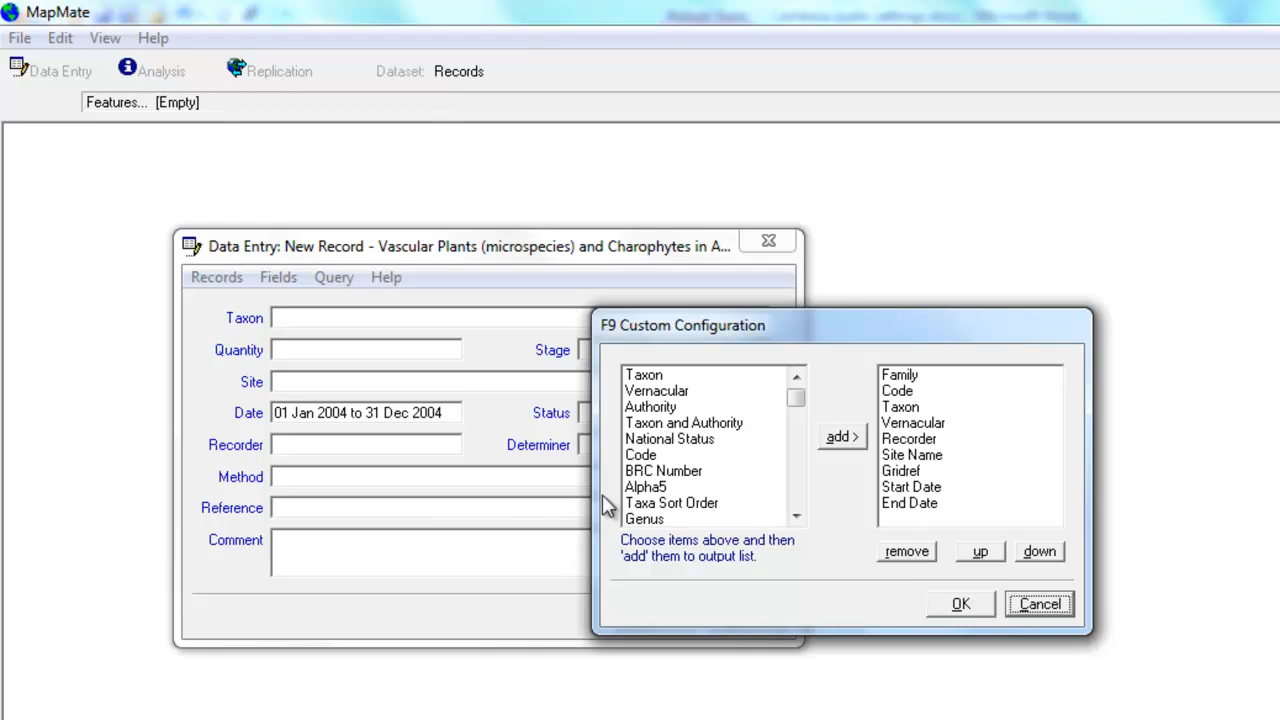 MapMate
File Edit View Help
Data Entry Analysis Replication Dataset: Records
Features... [Empty]
Data Entry: New Record - Vascular Plants (microspecies) and Charophytes in A...
Records Fields Query Help
Taxon
Quantity Stage
Site
Date 01 Jan 2004 to 31 Dec 2004 Status
Recorder Determiner
Method
Reference
Comment
F9 Custom Configuration
Taxon
Vernacular
Authority
Taxon and Authority
National Status
Code
BRC Number
Alpha5
Taxa Sort Order
Genus
Choose items above and then
'add' them to output list.
add >
Family
Code
Taxon
Vernacular
Recorder
Site Name
Gridref
Start Date
End Date
remove up down
OK Cancel